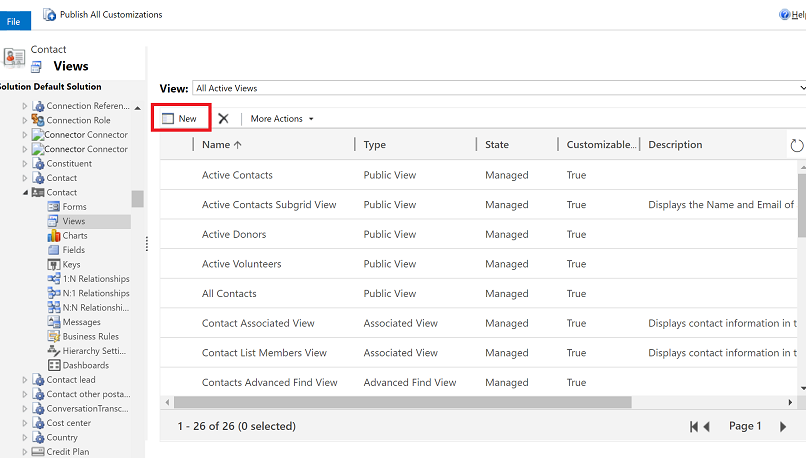 File
Publish All Customizations
Help
Contact
Views
Solution Default Solution
View: All Active Views
New
More Actions
Name Type State Customizable... Description
Connection Referen...
Connection Role
Connector Connector
Connector Connector
Constituent
Contact
Contact
Forms
Views
Charts
Fields
Keys
1:N Relationships
N:1 Relationships
N:N Relationshi...
Messages
Business Rules
Hierarchy Setti...
Dashboards
Contact lead
Contact other posta...
ConversationTransc...
Cost center
Country
Credit Plan
Active Contacts Public View Managed True
Active Contacts Subgrid View Public View Managed True Displays the Name and Email of
Active Donors Public View Managed True
Active Volunteers Public View Managed True
All Contacts Public View Managed True
Contact Associated View Associated View Managed True Displays contact information in t
Contact List Members View Associated View Managed True Displays contact information in t
Contacts Advanced Find View Advanced Find View Managed True
1 - 26 of 26 (0 selected)
Page 1